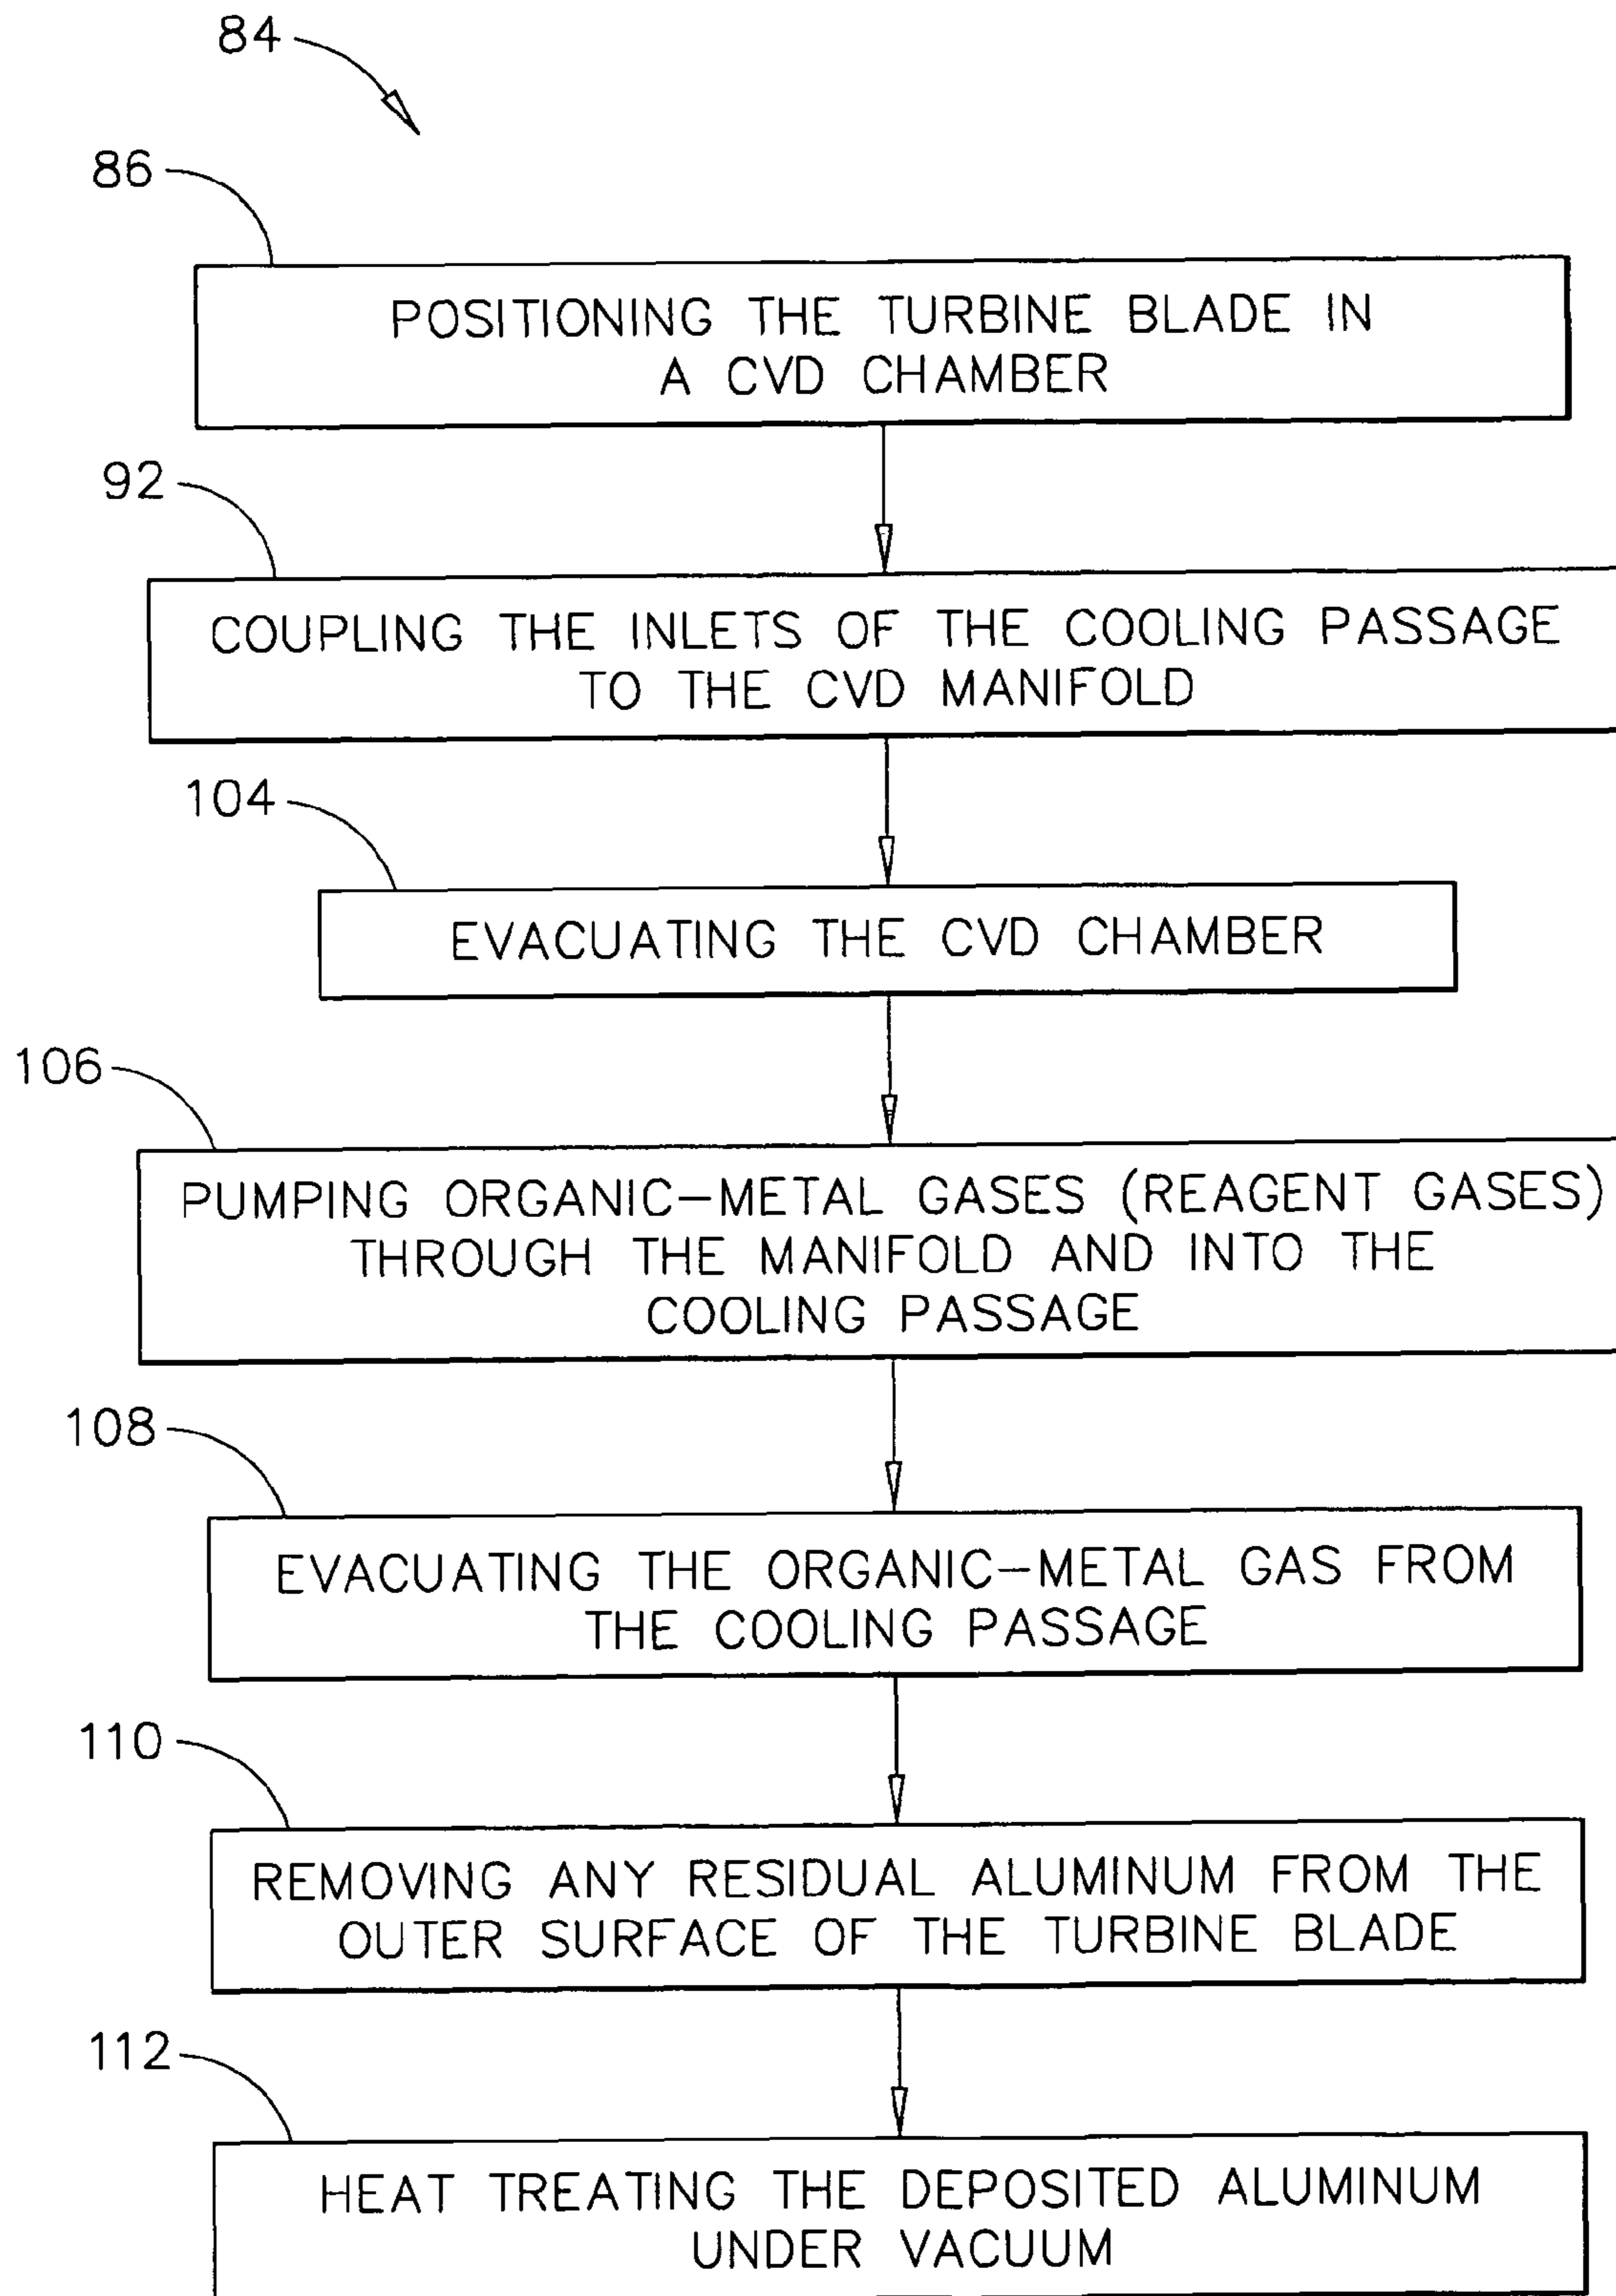 84
86
POSITIONING THE TURBINE BLADE IN
A CVD CHAMBER
92
COUPLING THE INLETS OF THE COOLING PASSAGE
TO THE CVD MANIFOLD
104
EVACUATING THE CVD CHAMBER
106
PUMPING ORGANIC-METAL GASES (REAGENT GASES)
THROUGH THE MANIFOLD AND INTO THE
COOLING PASSAGE
108
EVACUATING THE ORGANIC-METAL GAS FROM
THE COOLING PASSAGE
110
REMOVING ANY RESIDUAL ALUMINUM FROM THE
OUTER SURFACE OF THE TURBINE BLADE
112
HEAT TREATING THE DEPOSITED ALUMINUM
UNDER VACUUM